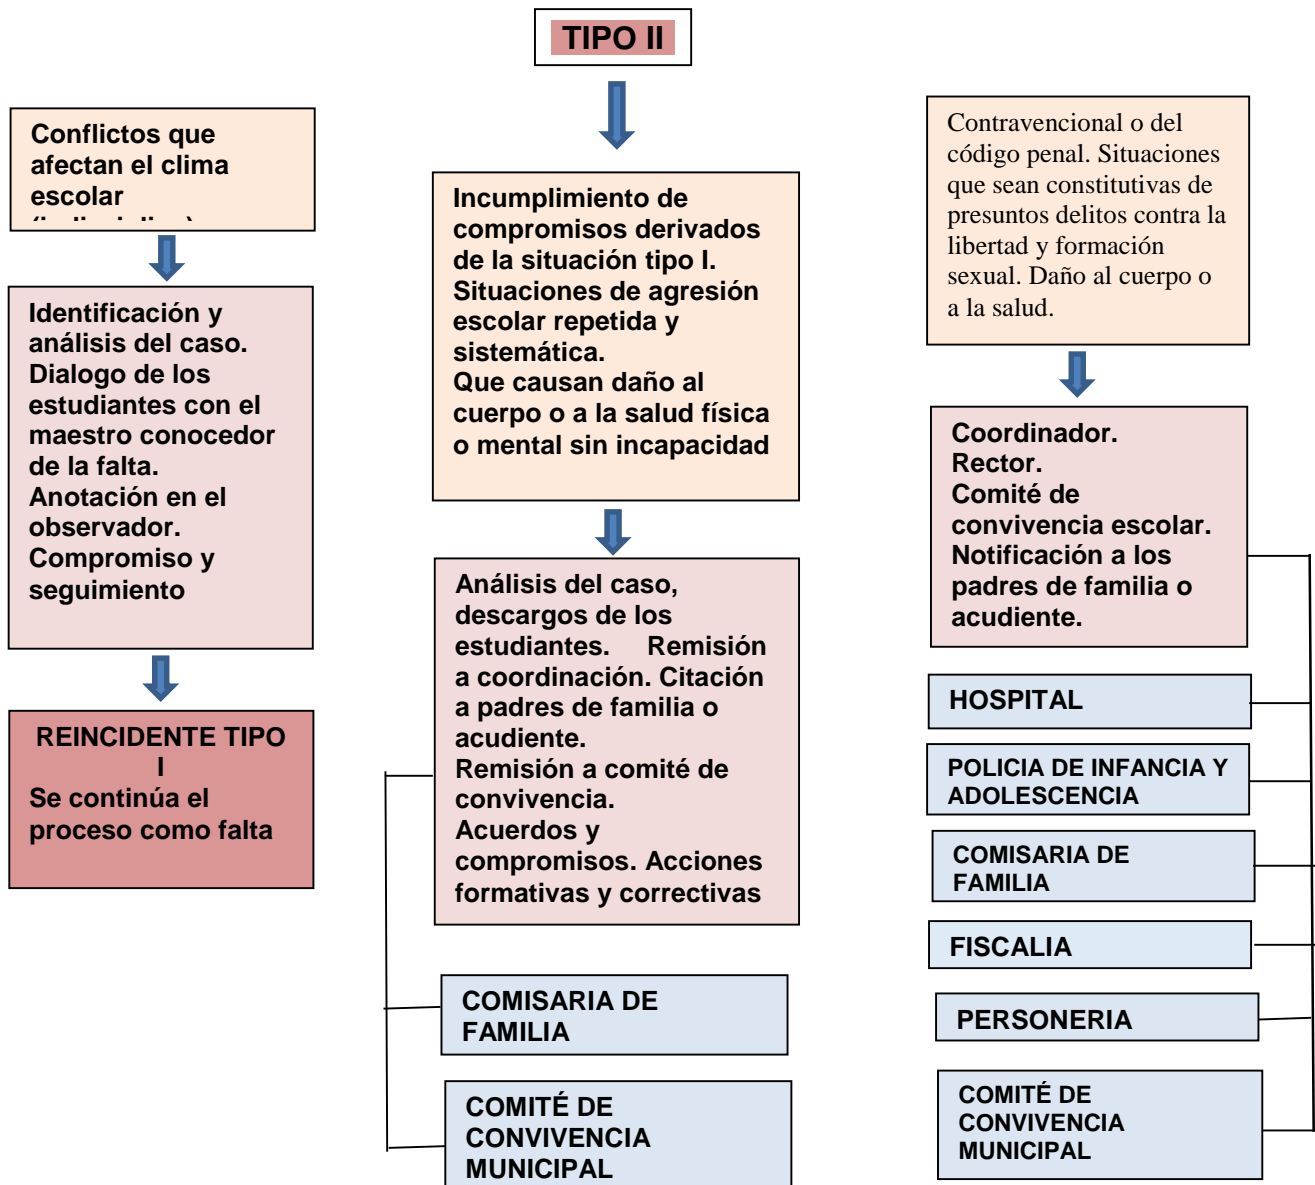 TIPO II
Conflictos que
afectan el clima
escolar
Identificación y
análisis del caso.
Dialogo de los
estudiantes con el
maestro conocedor
de la falta.
Anotación en el
observador.
Compromiso y
seguimiento
REINCIDENTE TIPO
I
Se continúa el
proceso como falta
Incumplimiento de
compromisos derivados
de la situación tipo I.
Situaciones de agresión
escolar repetida y
sistemática.
Que causan daño al
cuerpo o a la salud física
o mental sin incapacidad
Análisis del caso,
descargos de los
estudiantes. Remisión
a coordinación. Citación
a padres de familia o
acudiente.
Remisión a comité de
convivencia.
Acuerdos y
compromisos. Acciones
formativas y correctivas
COMISARIA DE
FAMILIA
COMITÉ DE
CONVIVENCIA
MUNICIPAL
Contravencional o del
código penal. Situaciones
que sean constitutivas de
presuntos delitos contra la
libertad y formación
sexual. Daño al cuerpo o
a la salud.
Coordinador.
Rector.
Comité de
convivencia escolar.
Notificación a los
padres de familia o
acudiente.
HOSPITAL
POLICIA DE INFANCIA Y
ADOLESCENCIA
COMISARIA DE
FAMILIA
FISCALIA
PERSONERIA
COMITÉ DE
CONVIVENCIA
MUNICIPAL